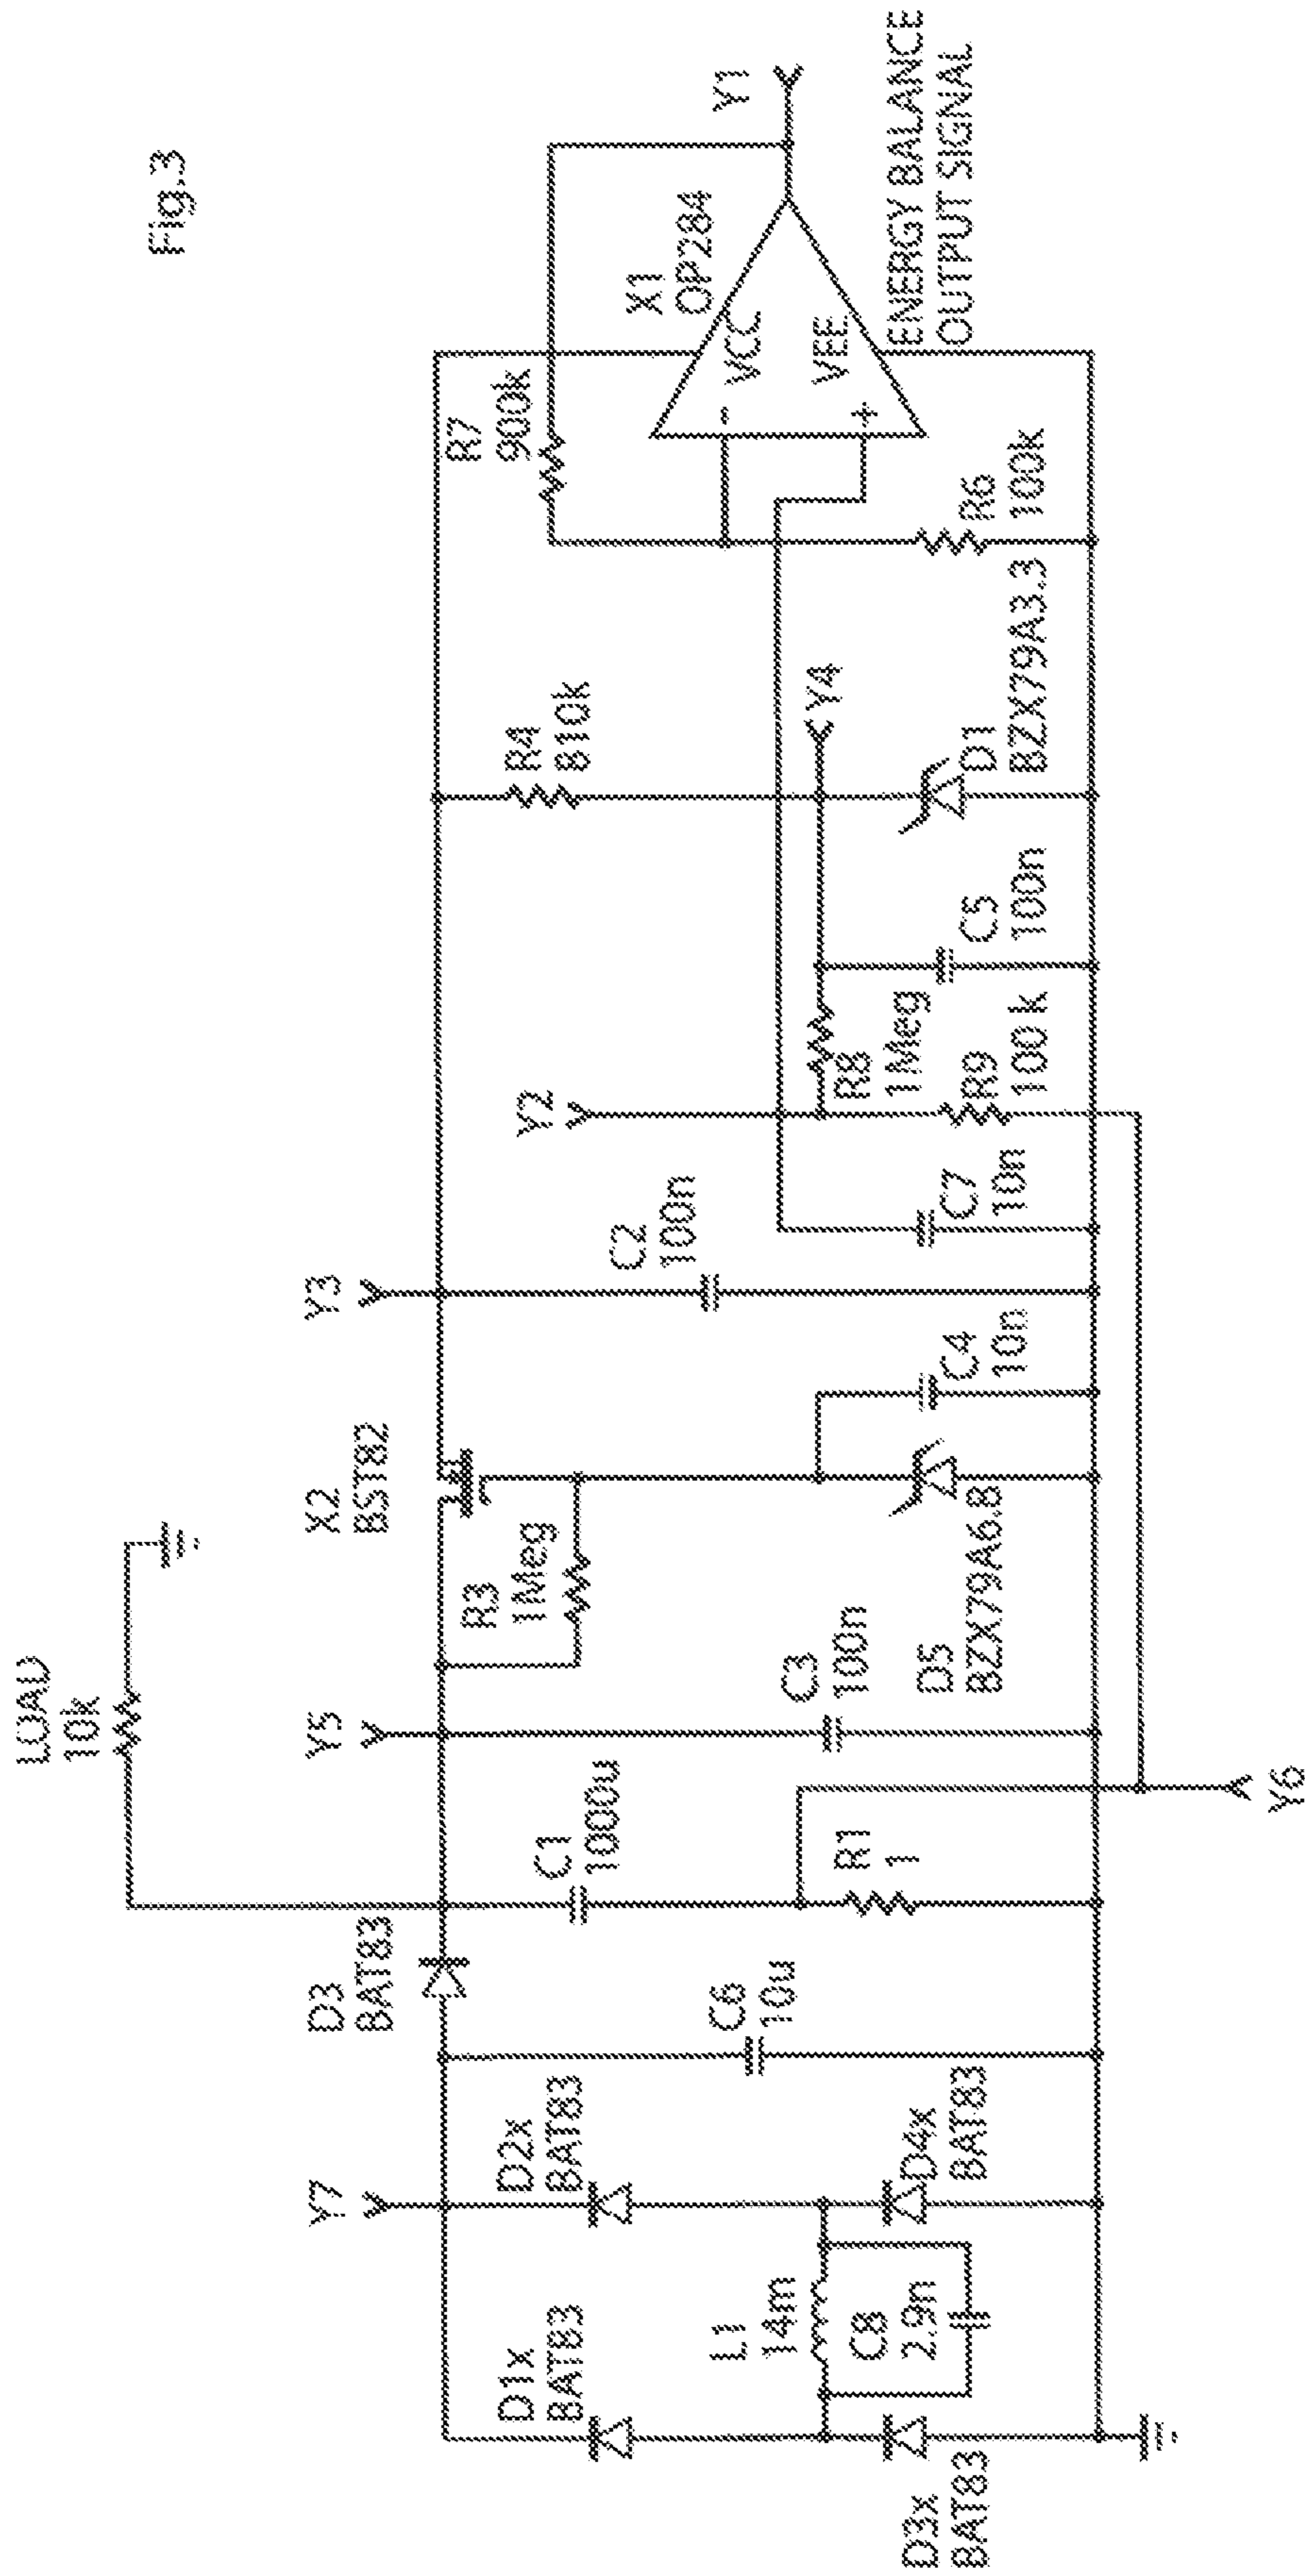 Fig.3
LOAD
10k
D3
BAT83
Y7
D1x
BAT83
D2x
BAT83
D3x
BAT83
D4x
BAT83
L1
14m
C8
2.9n
C6
10u
C1
1000u
R1
1
Y5
Y6
C3
100n
R3
1Meg
X2
BST82
D5
BZX79A6.8
C4
10n
Y3
C2
100n
C7
10n
Y2
R8
1Meg
R9
100 k
C5
100n
R4
810k
Y4
D1
BZX79A3.3
R6
100k
R7
900k
X1
OP284
-
VCC
VEE
+
Y1
ENERGY BALANCE
OUTPUT SIGNAL